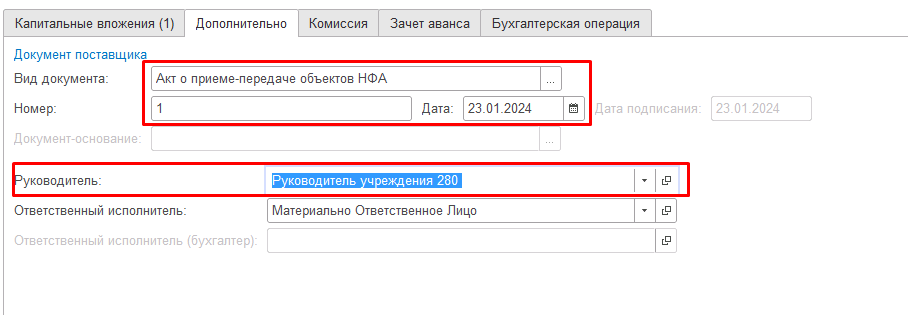 Капитальные вложения (1) Дополнительно Комиссия Зачет аванса Бухгалтерская операция
Документ поставщика
Вид документа: Акт о приеме-передаче объектов НФА ...
Номер: 1 Дата: 23.01.2024 Дата подписания: 23.01.2024
Документ-основание: ...
Руководитель: Руководитель учреждения 280
Ответственный исполнитель: Материально Ответственное Лицо
Ответственный исполнитель (бухгалтер):